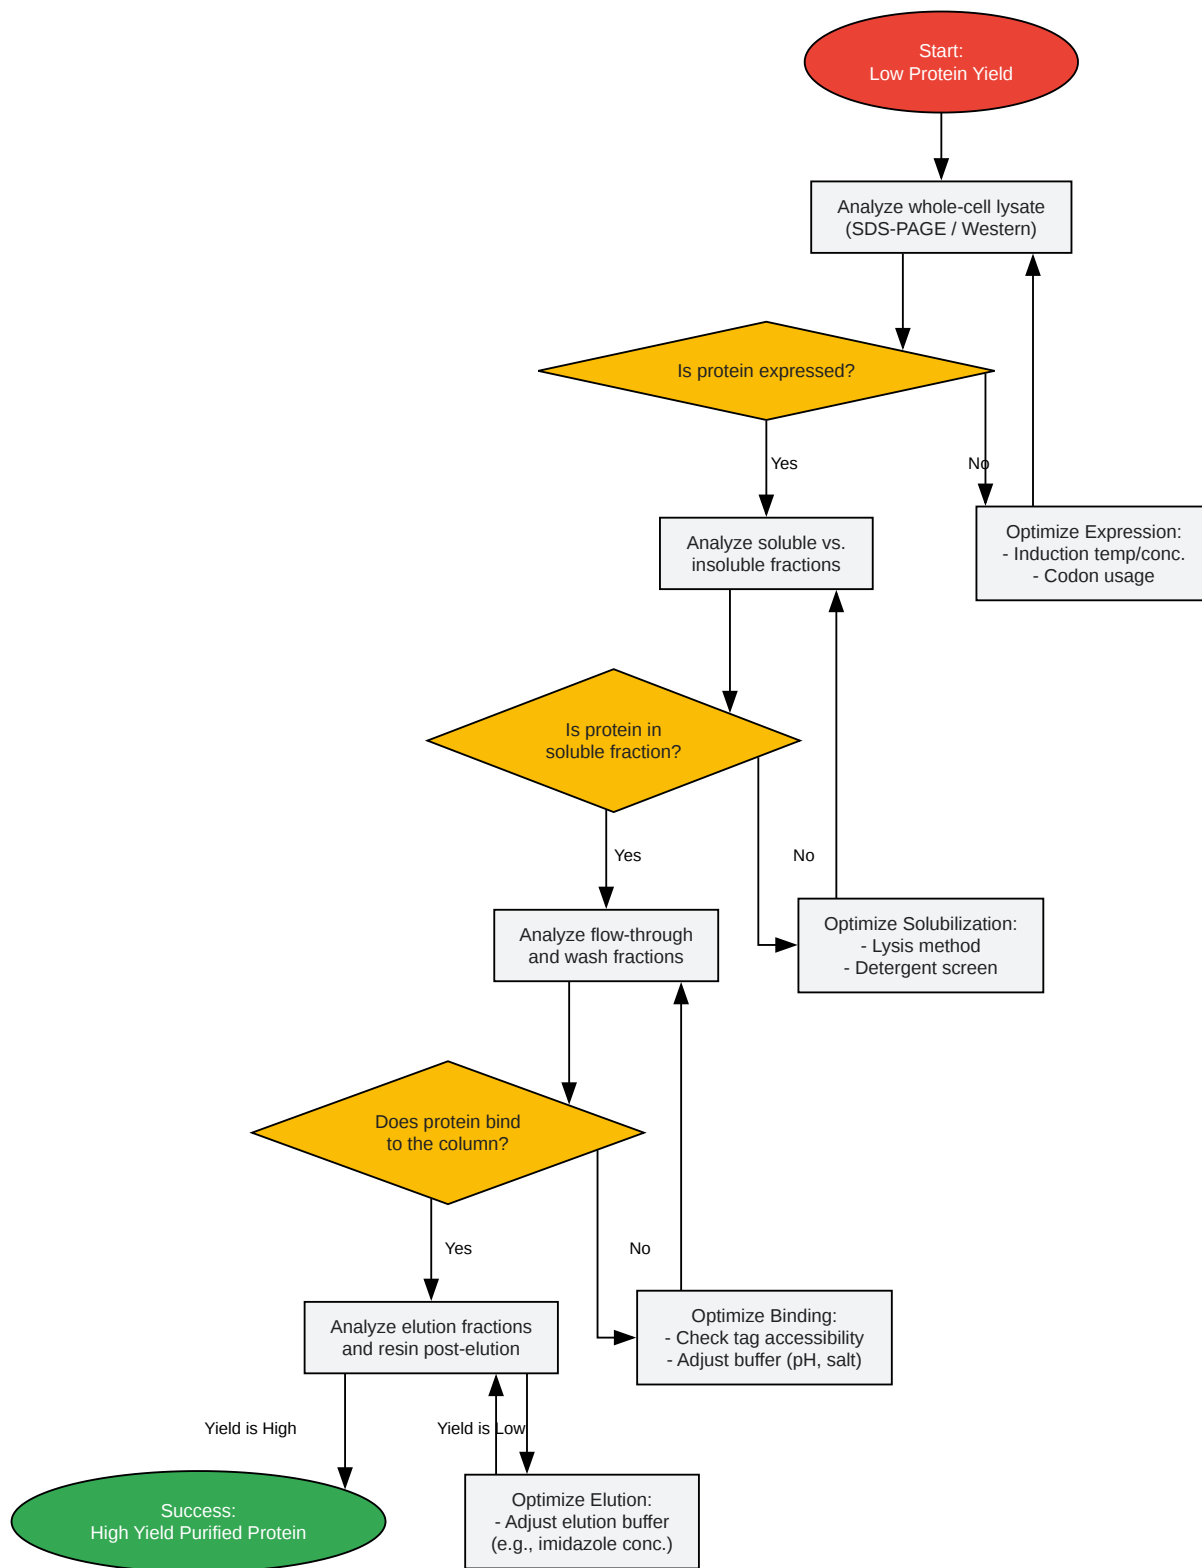 Start:
Low Protein Yield
Analyze whole-cell lysate
(SDS-PAGE / Western)
Is protein expressed?
Yes
No
Analyze soluble vs.
insoluble fractions
Optimize Expression:
- Induction temp/conc.
- Codon usage
Is protein in
soluble fraction?
Yes
No
Analyze flow-through
and wash fractions
Optimize Solubilization:
- Lysis method
- Detergent screen
Does protein bind
to the column?
Yes
No
Analyze elution fractions
and resin post-elution
Optimize Binding:
- Check tag accessibility
- Adjust buffer (pH, salt)
Yield is High
Yield is Low
Success:
High Yield Purified Protein
Optimize Elution:
- Adjust elution buffer
(e.g., imidazole conc.)